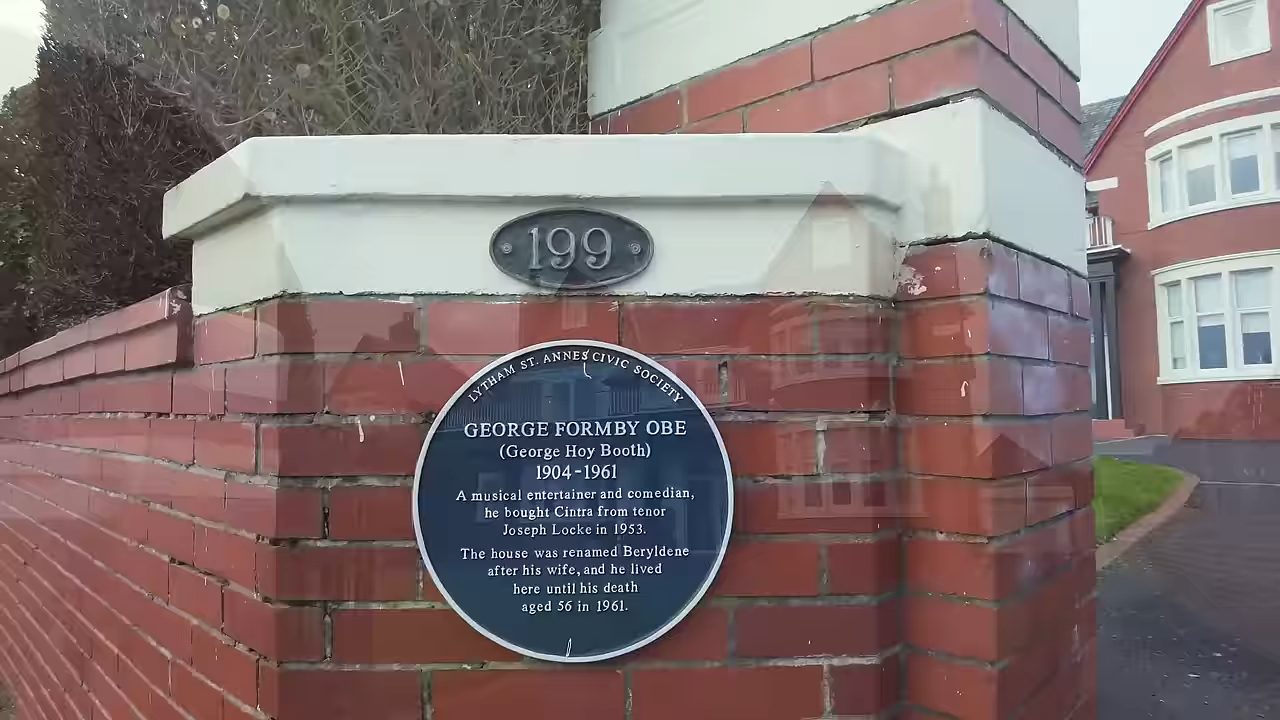 199
LYTHAM ST. ANNES CIVIC SOCIETY
GEORGE FORMBY OBE
(George Hoy Booth)
1904-1961
A musical entertainer and comedian,
he bought Cintra from tenor
Joseph Locke in 1953.
The house was renamed Beryldene
after his wife, and he lived
here until his death
aged 56 in 1961.